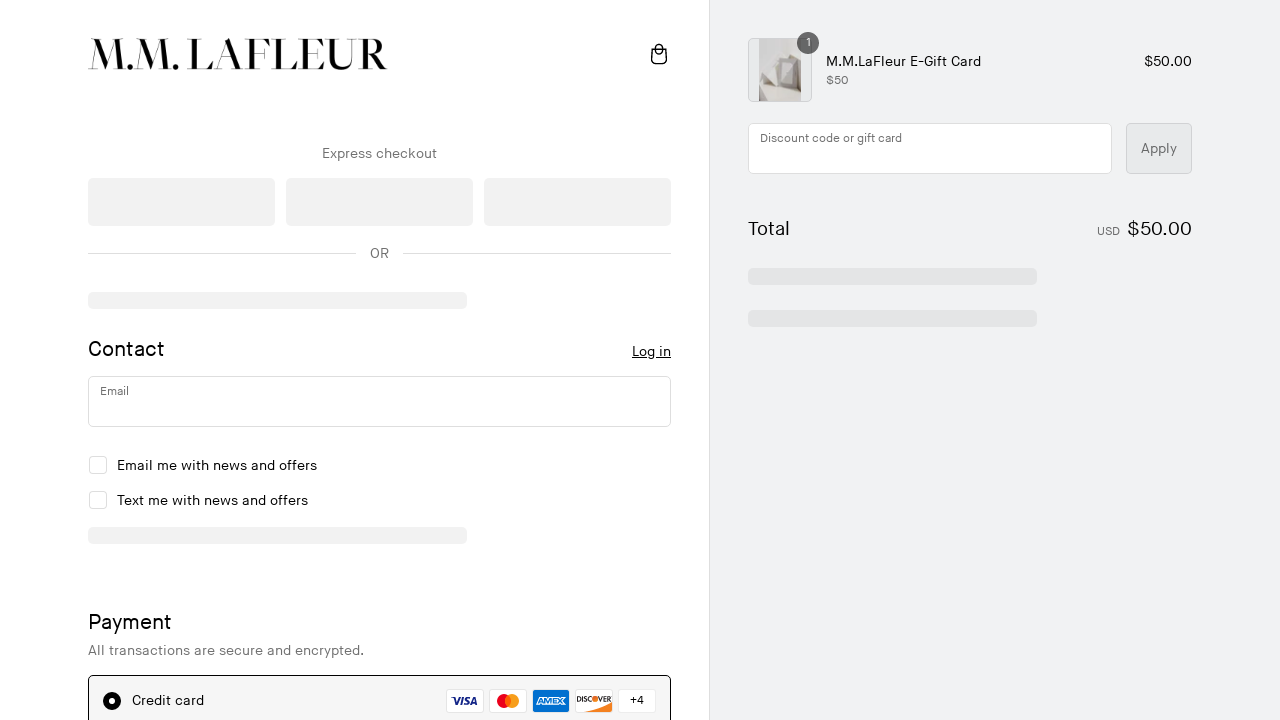 M.M. LAFLEUR
Express checkout
OR
Contact
Log in
Email
Email me with news and offers
Text me with news and offers
Payment
All transactions are secure and encrypted.
Credit card
VISA
AMEX
DISCOVER
+4
1
M.M.LaFleur E-Gift Card
$50.00
$50
Discount code or gift card
Apply
Total
USD $50.00